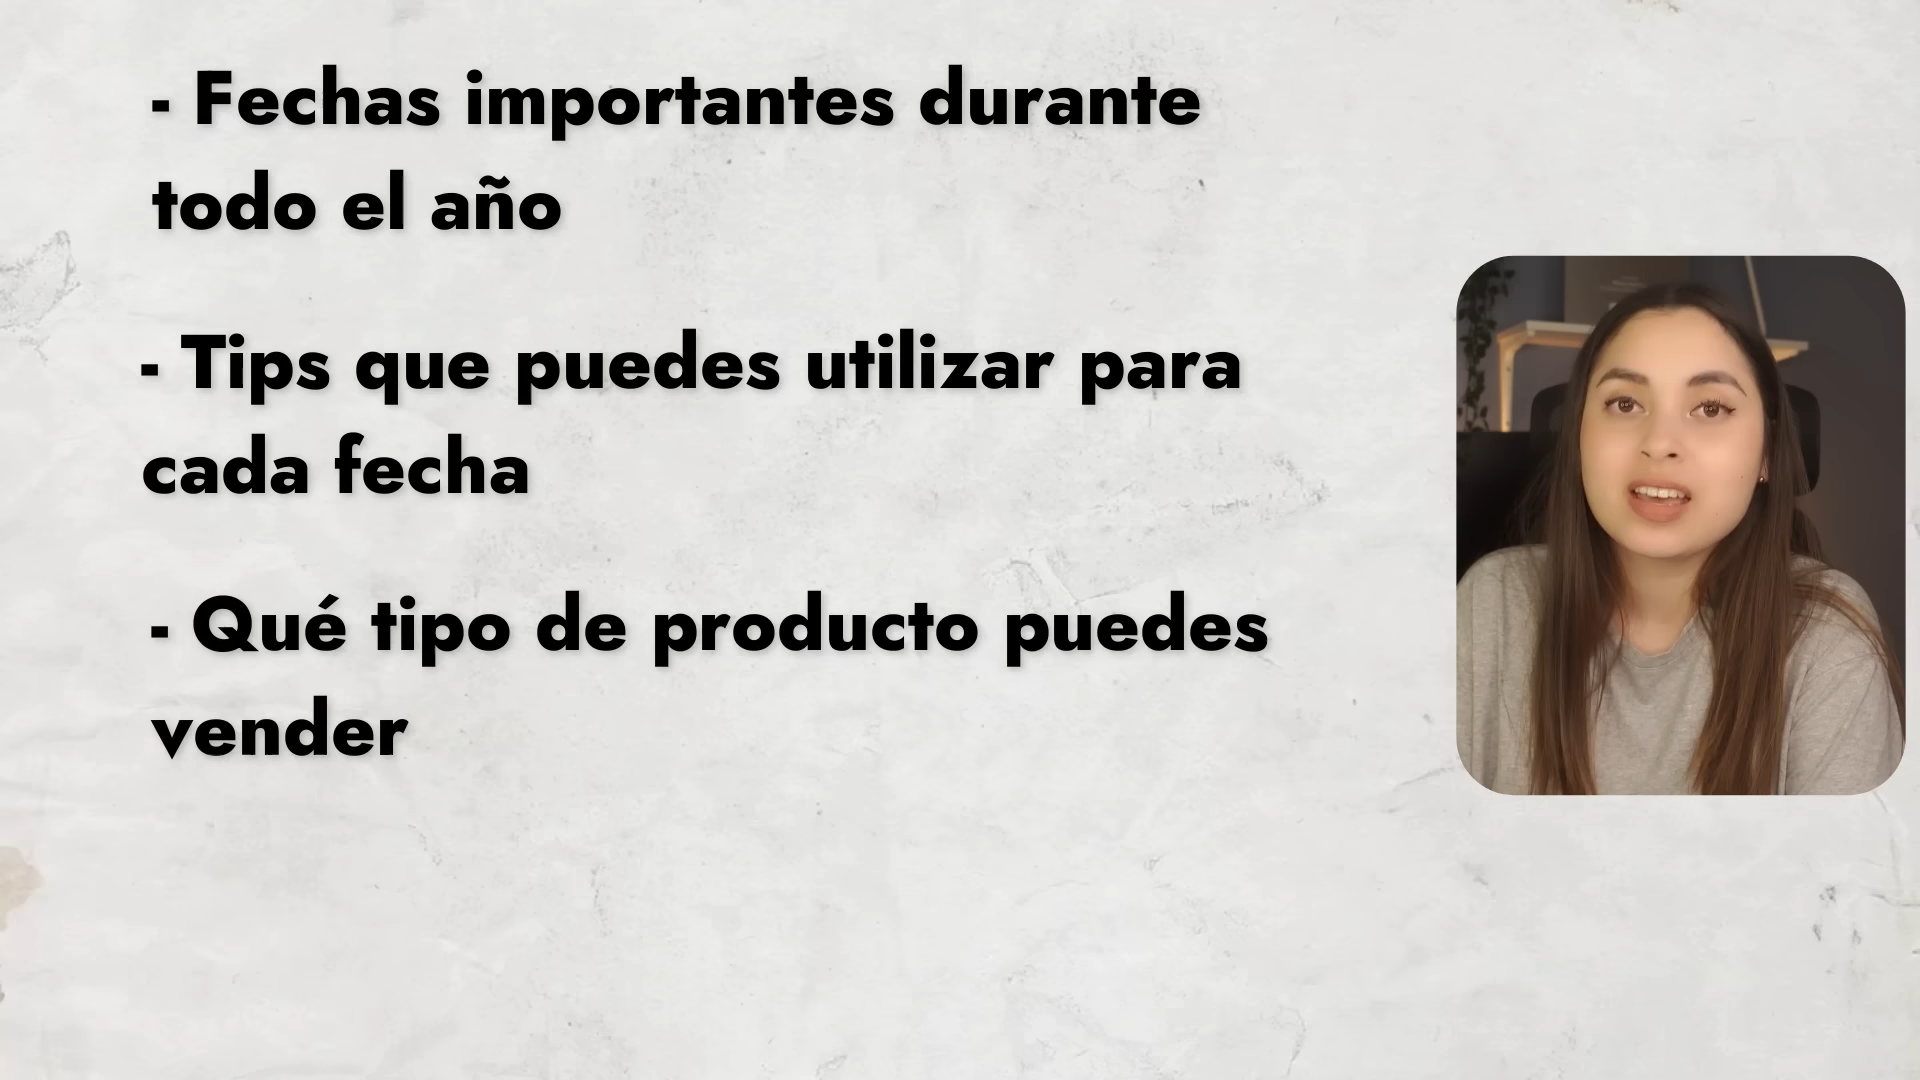 - Fechas importantes durante
todo el año
- Tips que puedes utilizar para
cada fecha
- Qué tipo de producto puedes
vender